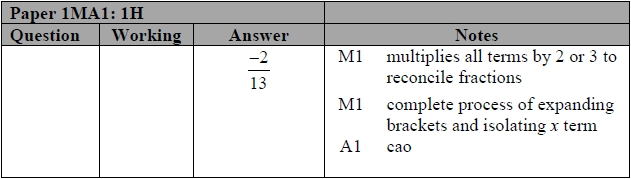 Paper 1MA1: 1H
Question Working Answer Notes
−2
13
M1 multiplies all terms by 2 or 3 to
reconcile fractions
M1 complete process of expanding
brackets and isolating x term
A1 cao